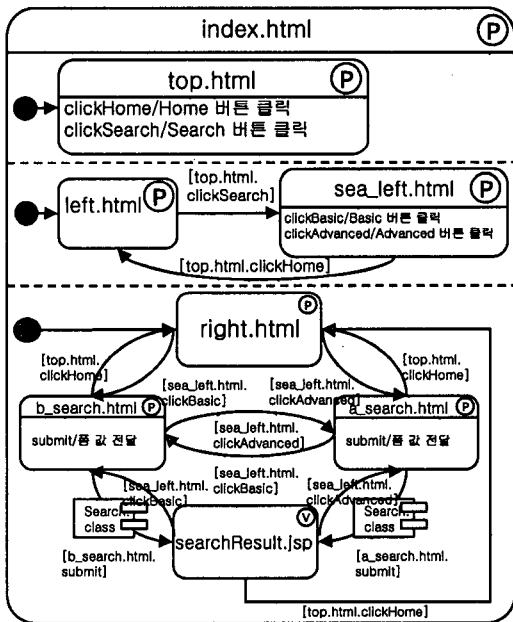 index.html
P
top.html
P
clickHome/Home 버튼 클릭
clickSearch/Search 버튼 클릭
left.html
P
[top.html.
clickSearch]
sea_left.html
P
clickBasic/Basic 버튼 클릭
clickAdvanced/Advanced 버튼 클릭
[top.html.clickHome]
right.html
P
[top.html.
clickHome]
[sea_left.html.
clickBasic]
[sea_left.html.
clickAdvanced]
[top.html.
clickHome]
b_search.html
P
submit/폼 값 전달
[sea_left.html.
clickAdvanced]
a_search.html
P
submit/폼 값 전달
[sea_left.html.
clickBasic]
[sea_left.html.
clickBasic]
[sea_left.html.
clickAdvanced]
Search.
class
searchResult.jsp
V
Search.
class
[b_search.html.
submit]
[a_search.html.
submit]
[top.html.clickHome]